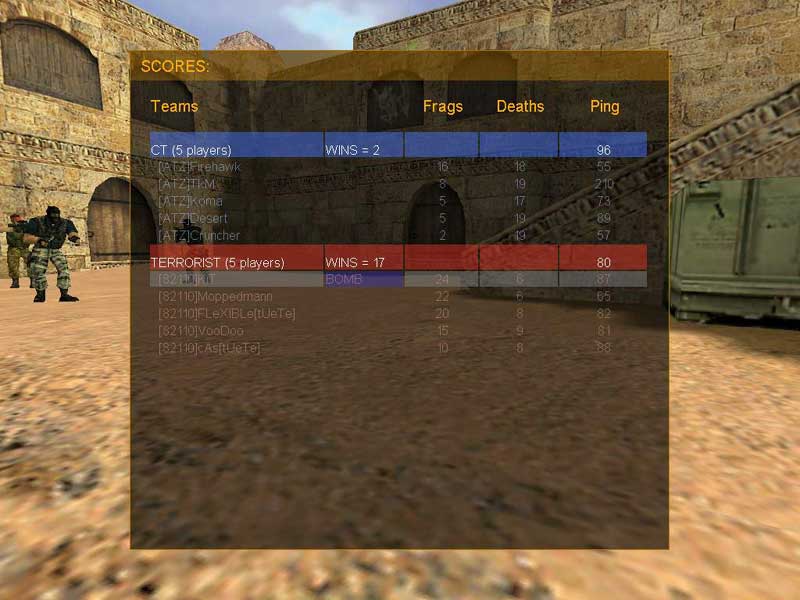 SCORES:
Teams Frags Deaths Ping
CT (5 players) WINS = 2 96
[ATZ]Firehawk 16 18 55
[ATZ]TkM 8 19 210
[ATZ]Koma 5 17 73
[ATZ]Desert 5 19 89
[ATZ]Cruncher 2 19 57
TERRORIST (5 players) WINS = 17 80
BOMB 24 6 87
[82110]Moppedmann 22 6 65
[82110]FLeXIBLe[tUeTe] 20 8 82
[82110]VooDoo 15 9 81
[82110]cAs[tUeTe] 10 8 88